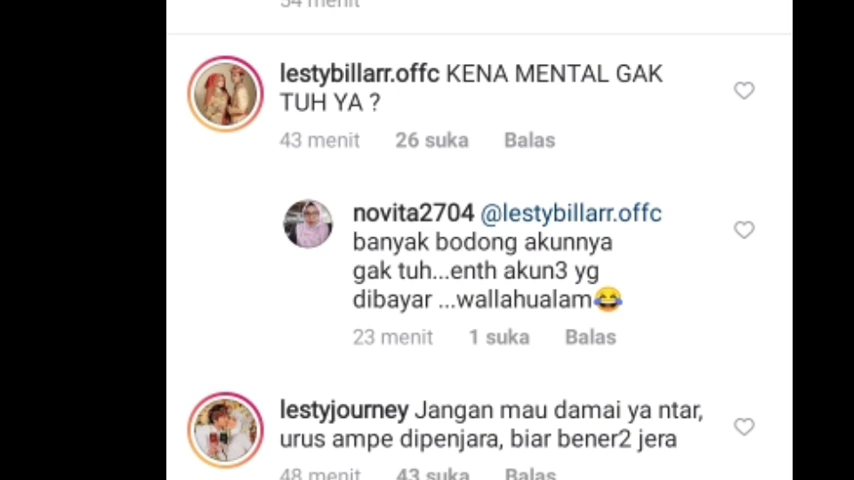 54 menit
lestybillarr.offc KENA MENTAL GAK
TUH YA ?
43 menit 26 suka Balas
novita2704 @lestybillarr.offc
banyak bodong akunnya
gak tuh...enth akun3 yg
dibayar ...wallahualam😂
23 menit 1 suka Balas
lestyjourney Jangan mau damai ya ntar,
urus ampe dipenjara, biar bener2 jera
48 menit 43 suka Balas